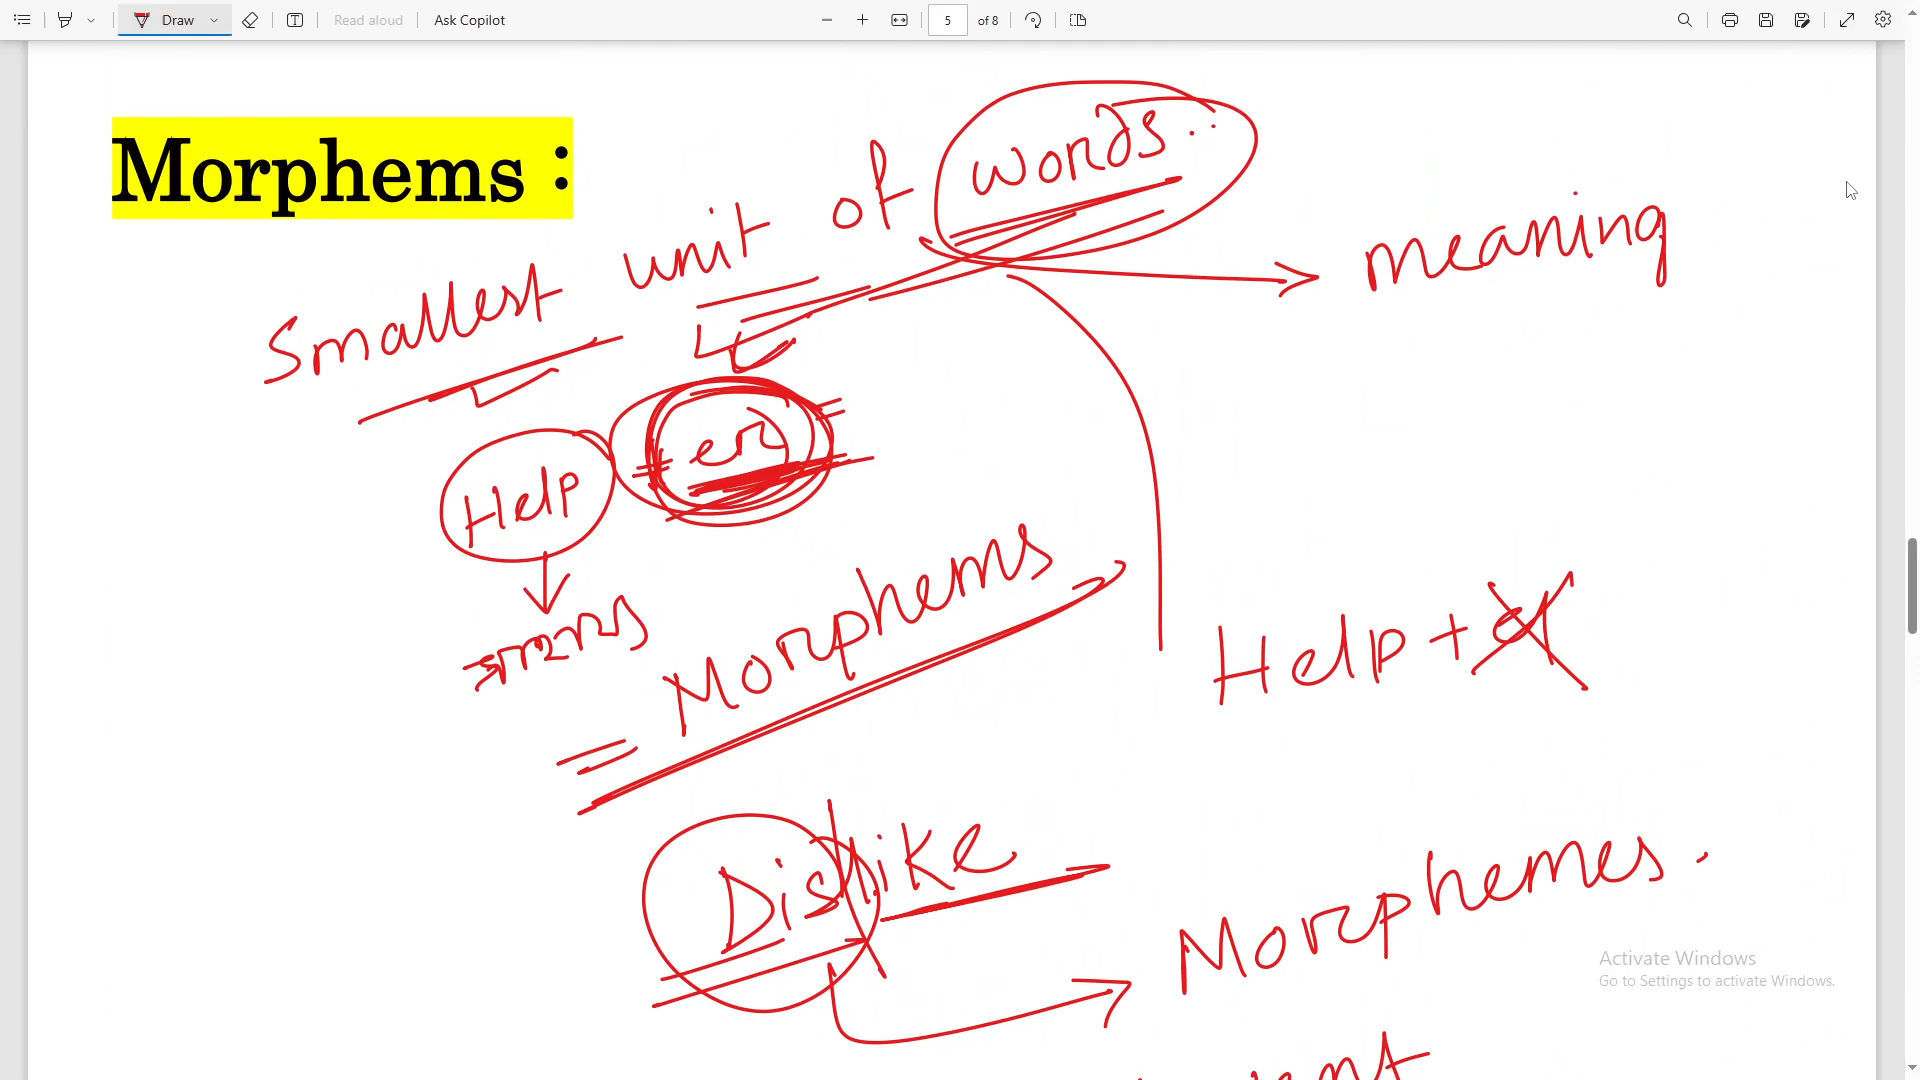 Read aloud
Ask Copilot
5 of 8
Morphems :
Smallest unit of words..
meaning
Help er
= Morphems
Help +
Dislike
Morphemes.
Activate Windows
Go to Settings to activate Windows.
Draw